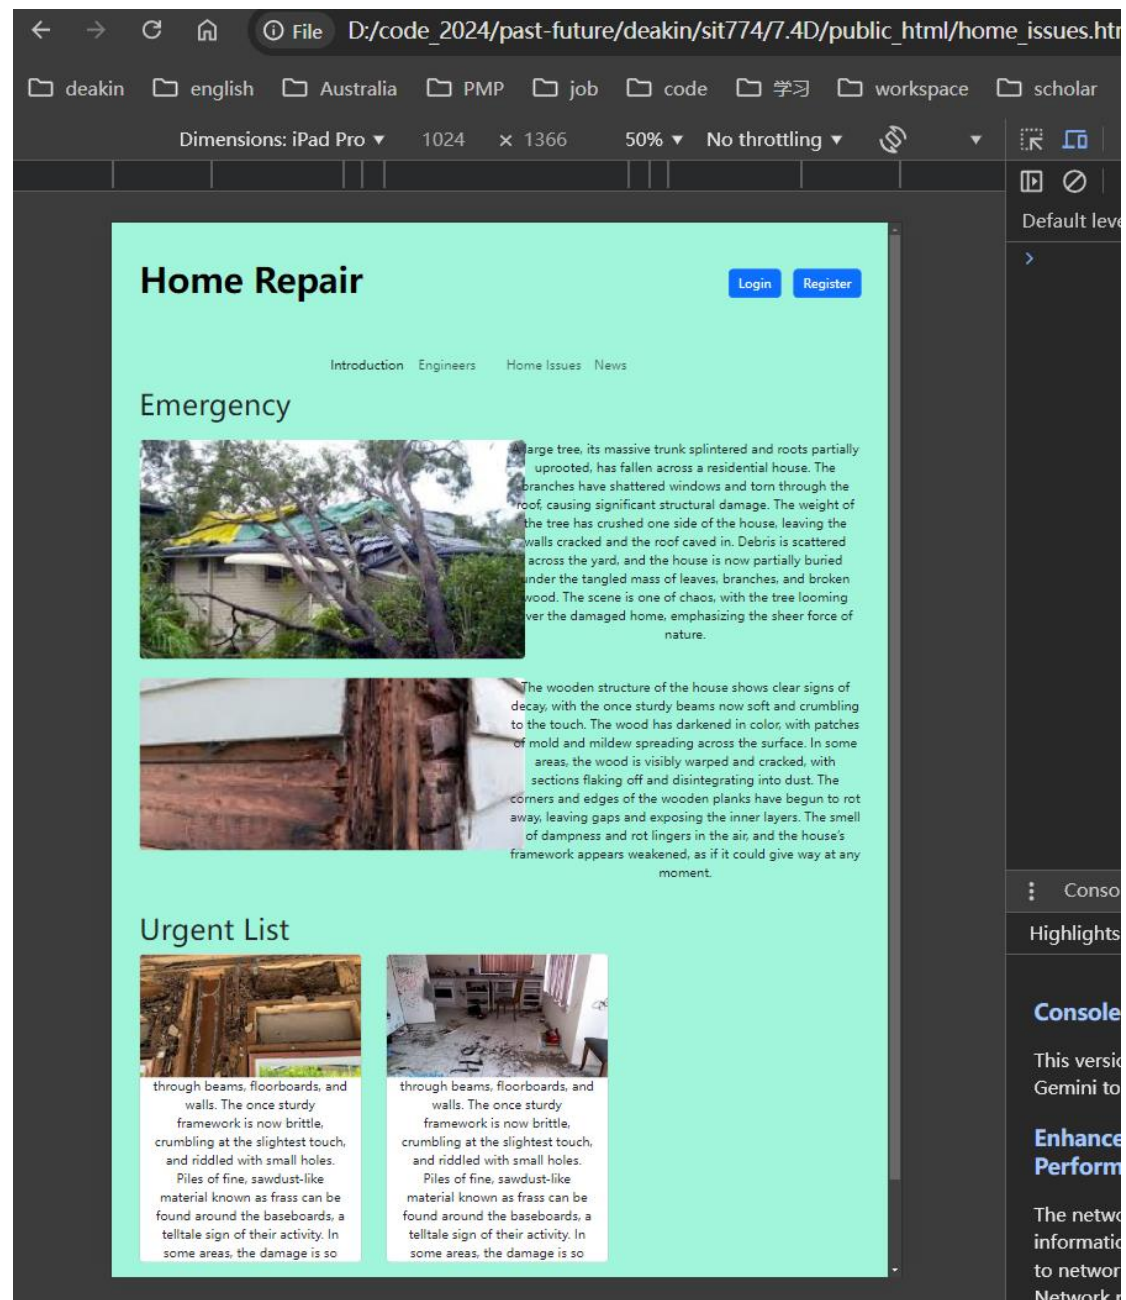 File D:/code_2024/past-future/deakin/sit774/7.4D/public_html/home_issues.htm
deakin english Australia PMP job code 学习 workspace scholar
Dimensions: iPad Pro ▼ 1024 × 1366 50% ▼ No throttling ▼
Default leve
Home Repair
Login Register
Introduction Engineers Home Issues News
Emergency
large tree, its massive trunk splintered and roots partially
uprooted, has fallen across a residential house. The
branches have shattered windows and torn through the
roof, causing significant structural damage. The weight of
the tree has crushed one side of the house, leaving the
walls cracked and the roof caved in. Debris is scattered
across the yard, and the house is now partially buried
under the tangled mass of leaves, branches, and broken
wood. The scene is one of chaos, with the tree looming
ver the damaged home, emphasizing the sheer force of
nature.
The wooden structure of the house shows clear signs of
decay, with the once sturdy beams now soft and crumbling
to the touch. The wood has darkened in color, with patches
of mold and mildew spreading across the surface. In some
areas, the wood is visibly warped and cracked, with
sections flaking off and disintegrating into dust. The
corners and edges of the wooden planks have begun to rot
away, leaving gaps and exposing the inner layers. The smell
of dampness and rot lingers in the air, and the house's
framework appears weakened, as if it could give way at any
moment.
Urgent List
through beams, floorboards, and
walls. The once sturdy
framework is now brittle,
crumbling at the slightest touch,
and riddled with small holes.
Piles of fine, sawdust-like
material known as frass can be
found around the baseboards, a
telltale sign of their activity. In
some areas, the damage is so
through beams, floorboards, and
walls. The once sturdy
framework is now brittle,
crumbling at the slightest touch,
and riddled with small holes.
Piles of fine, sawdust-like
material known as frass can be
found around the baseboards, a
telltale sign of their activity. In
some areas, the damage is so
Conso
Highlights
Console
This versio
Gemini to
Enhance
Perform
The netwo
informatio
to networ
Network r